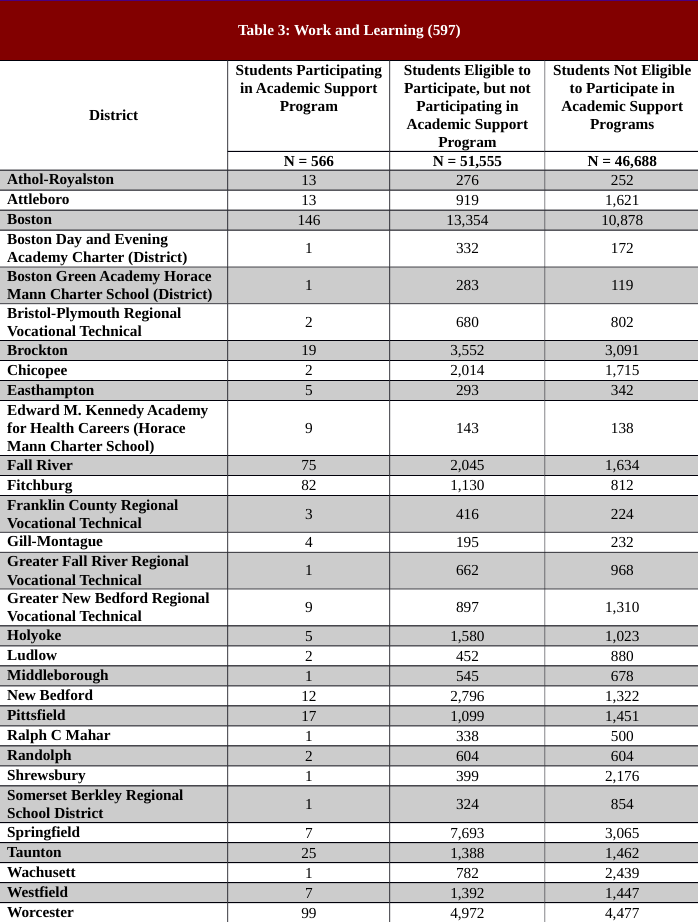 Table 3: Work and Learning (597)
District
Students Participating
in Academic Support
Program
Students Eligible to
Participate, but not
Participating in
Academic Support
Program
Students Not Eligible
to Participate in
Academic Support
Programs
N = 566 N = 51,555 N = 46,688
Athol-Royalston 13 276 252
Attleboro 13 919 1,621
Boston 146 13,354 10,878
Boston Day and Evening
Academy Charter (District) 1 332 172
Boston Green Academy Horace
Mann Charter School (District) 1 283 119
Bristol-Plymouth Regional
Vocational Technical 2 680 802
Brockton 19 3,552 3,091
Chicopee 2 2,014 1,715
Easthampton 5 293 342
Edward M. Kennedy Academy
for Health Careers (Horace
Mann Charter School) 9 143 138
Fall River 75 2,045 1,634
Fitchburg 82 1,130 812
Franklin County Regional
Vocational Technical 3 416 224
Gill-Montague 4 195 232
Greater Fall River Regional
Vocational Technical 1 662 968
Greater New Bedford Regional
Vocational Technical 9 897 1,310
Holyoke 5 1,580 1,023
Ludlow 2 452 880
Middleborough 1 545 678
New Bedford 12 2,796 1,322
Pittsfield 17 1,099 1,451
Ralph C Mahar 1 338 500
Randolph 2 604 604
Shrewsbury 1 399 2,176
Somerset Berkley Regional
School District 1 324 854
Springfield 7 7,693 3,065
Taunton 25 1,388 1,462
Wachusett 1 782 2,439
Westfield 7 1,392 1,447
Worcester 99 4,972 4,477